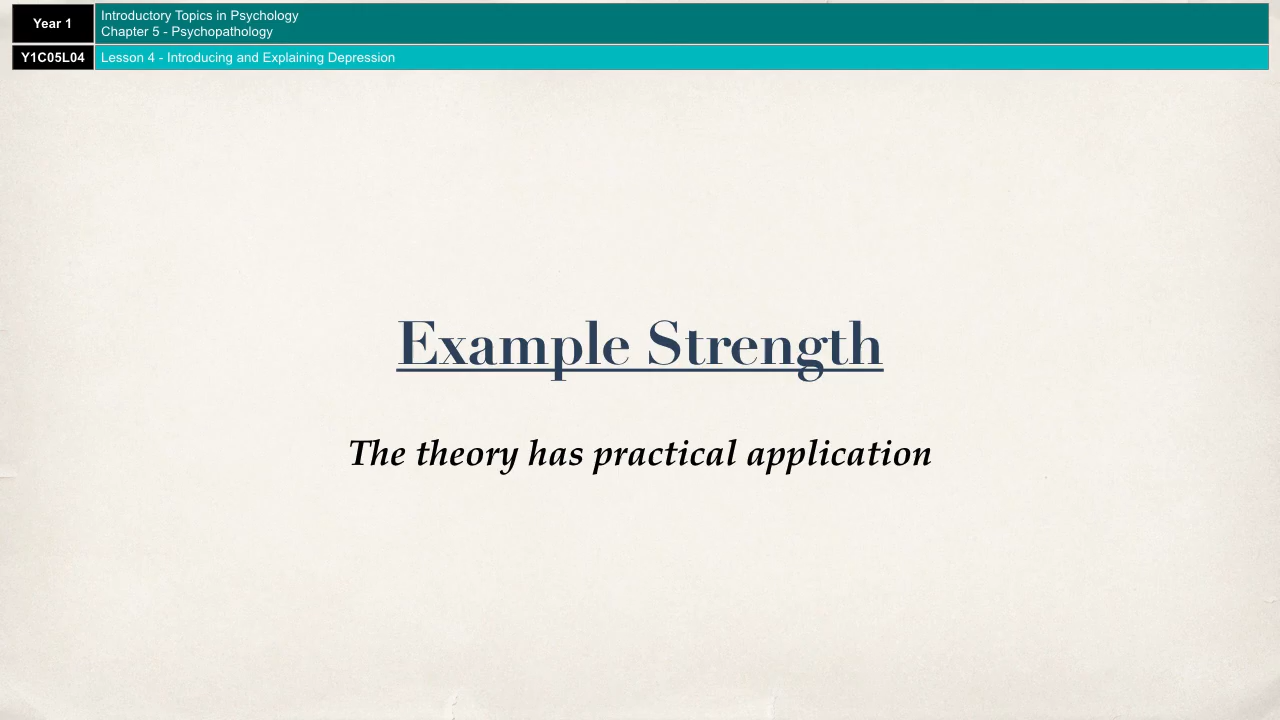 Year 1
Introductory Topics in Psychology
Chapter 5 - Psychopathology
Y1C05L04
Lesson 4 - Introducing and Explaining Depression
Example Strength
The theory has practical application